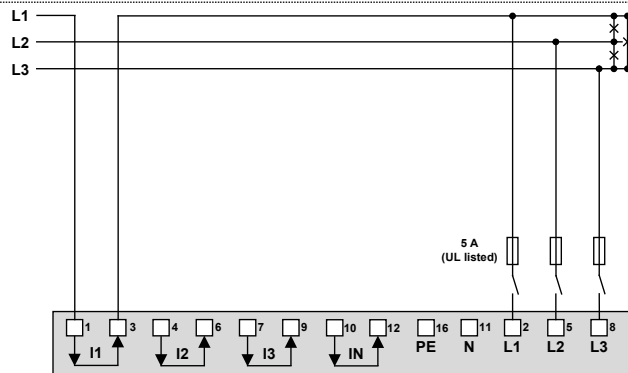 L1
L2
L3
5 A
(UL listed)
1 3 4 6 7 9 10 12 16 11 2 5 8
I1 I2 I3 IN PE N L1 L2 L3